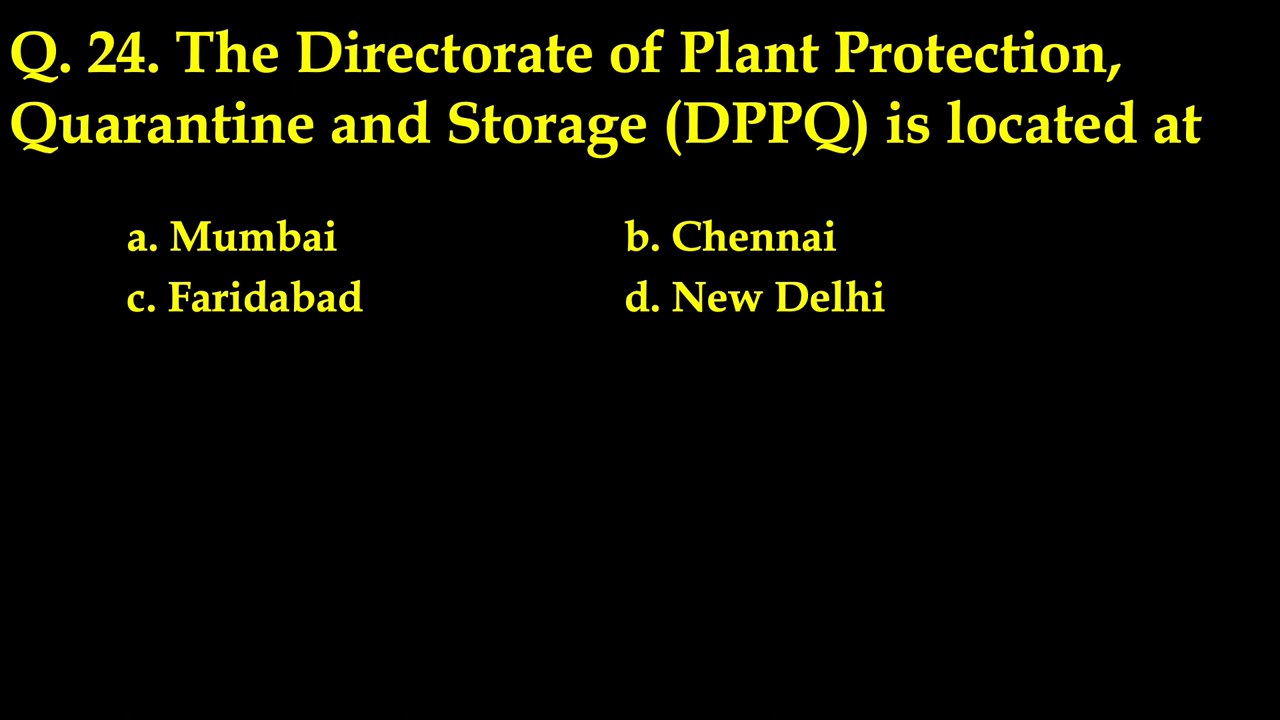 Q. 24. The Directorate of Plant Protection,
Quarantine and Storage (DPPQ) is located at
a. Mumbai b. Chennai
c. Faridabad d. New Delhi